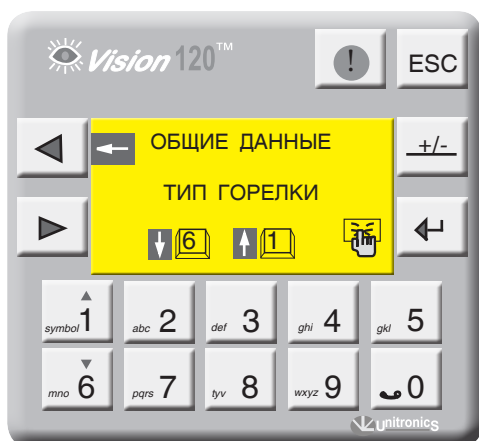 Vision 120™
!
ESC
+/-
ОБЩИЕ ДАННЫЕ
ТИП ГОРЕЛКИ
6 1
symbol 1
abc 2
def 3
ghi 4
gkl 5
mno 6
pqrs 7
tyv 8
wxyz 9
0
unitronics